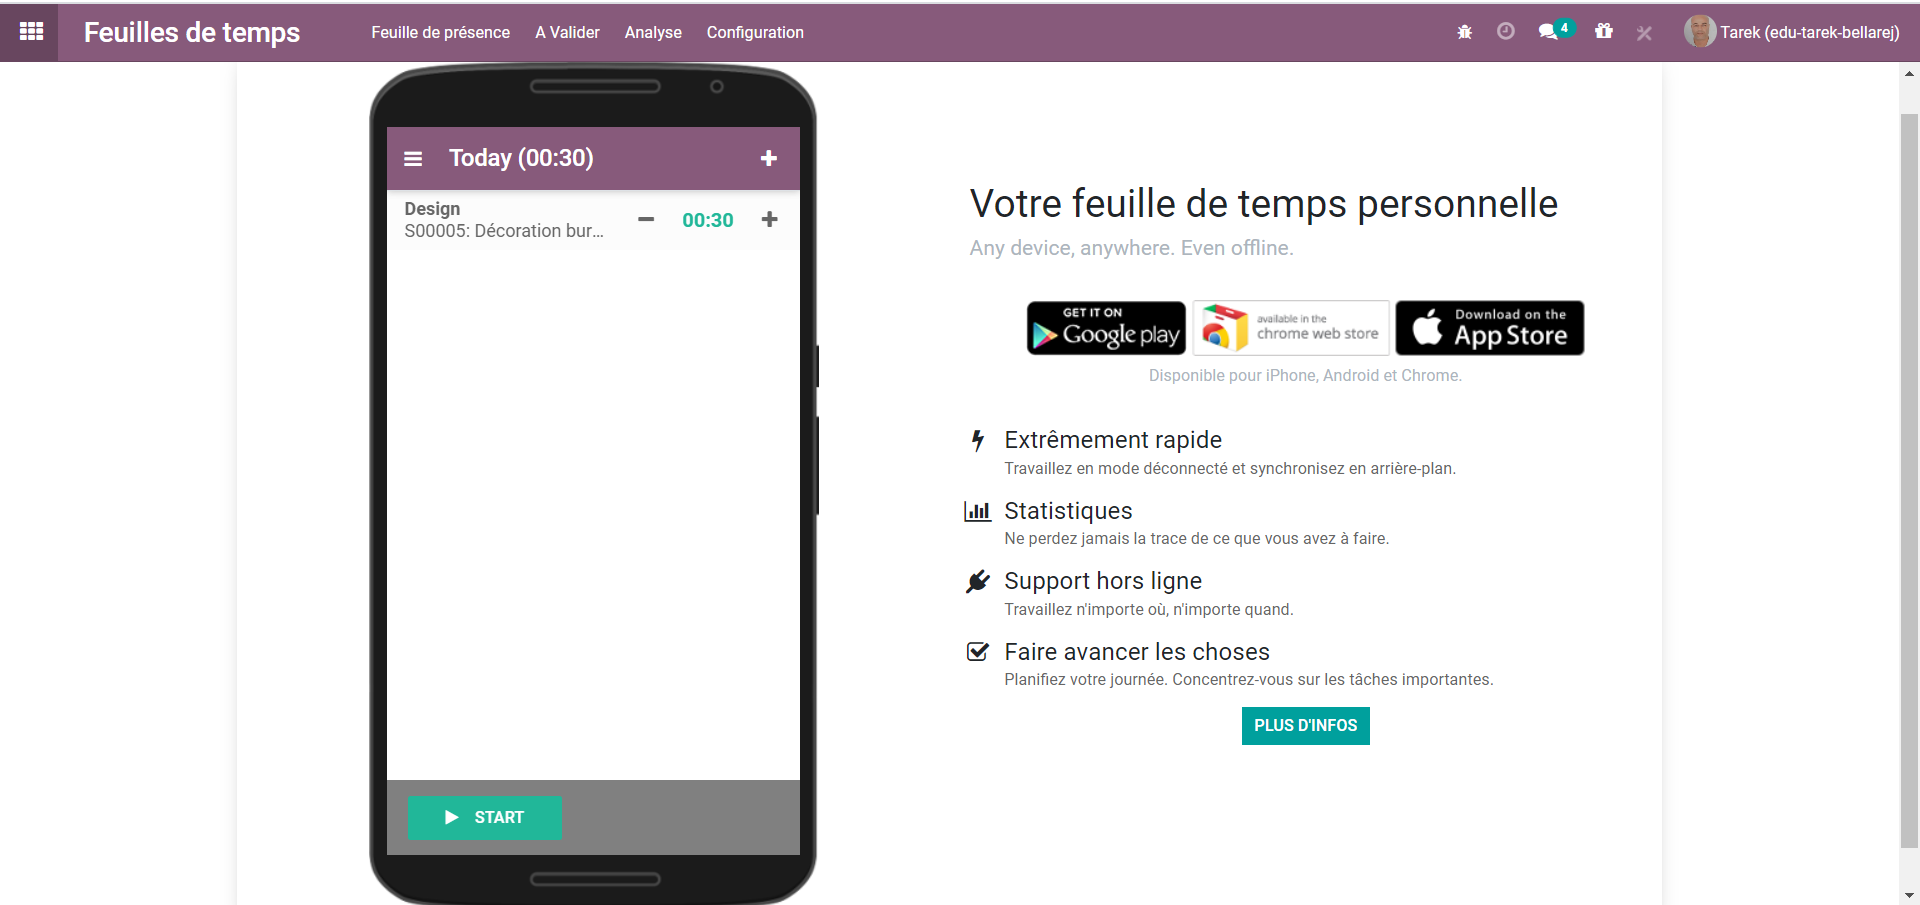 Feuilles de temps
Feuille de présence
A Valider
Analyse
Configuration
4
Tarek (edu-tarek-bellarej)
Today (00:30)
Design
S00005: Décoration bur...
00:30
START
Votre feuille de temps personnelle
Any device, anywhere. Even offline.
GET IT ON
Google play
available in the
chrome web store
Download on the
App Store
Disponible pour iPhone, Android et Chrome.
Extrêmement rapide
Travaillez en mode déconnecté et synchronisez en arrière-plan.
Statistiques
Ne perdez jamais la trace de ce que vous avez à faire.
Support hors ligne
Travaillez n'importe où, n'importe quand.
Faire avancer les choses
Planifiez votre journée. Concentrez-vous sur les tâches importantes.
PLUS D'INFOS